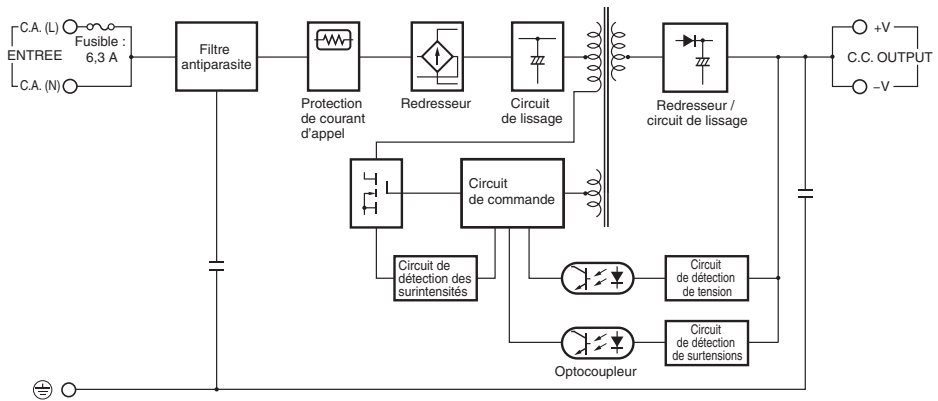 C.A. (L)
Fusible :
6,3 A
ENTREE
C.A. (N)
Filtre
antiparasite
Protection
de courant
d'appel
Redresseur
Circuit
de lissage
Redresseur /
circuit de lissage
+V
C.C. OUTPUT
–V
Circuit
de commande
Circuit de
détection des
surintensités
Circuit
de détection
de tension
Circuit
de détection
de surtensions
Optocoupleur